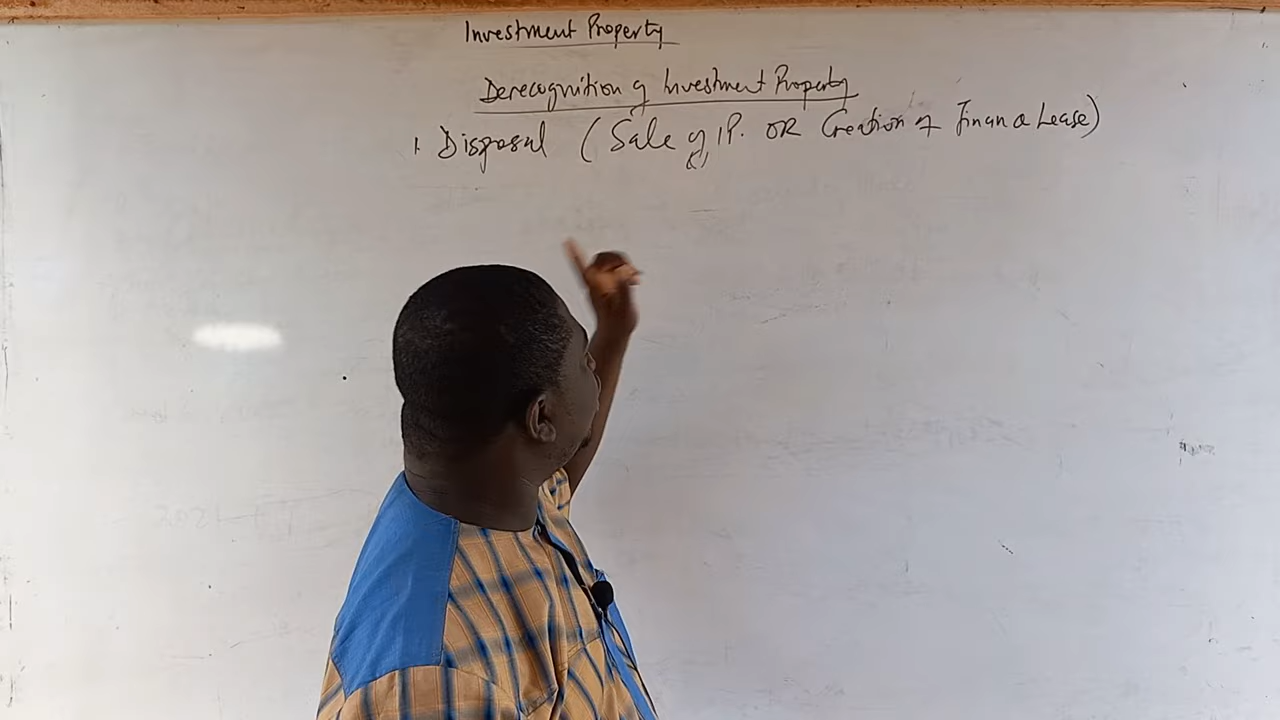 Investment Property
Derecognition of Investment Property
1. Disposal (Sale of IP. OR Creation of Finance Lease)